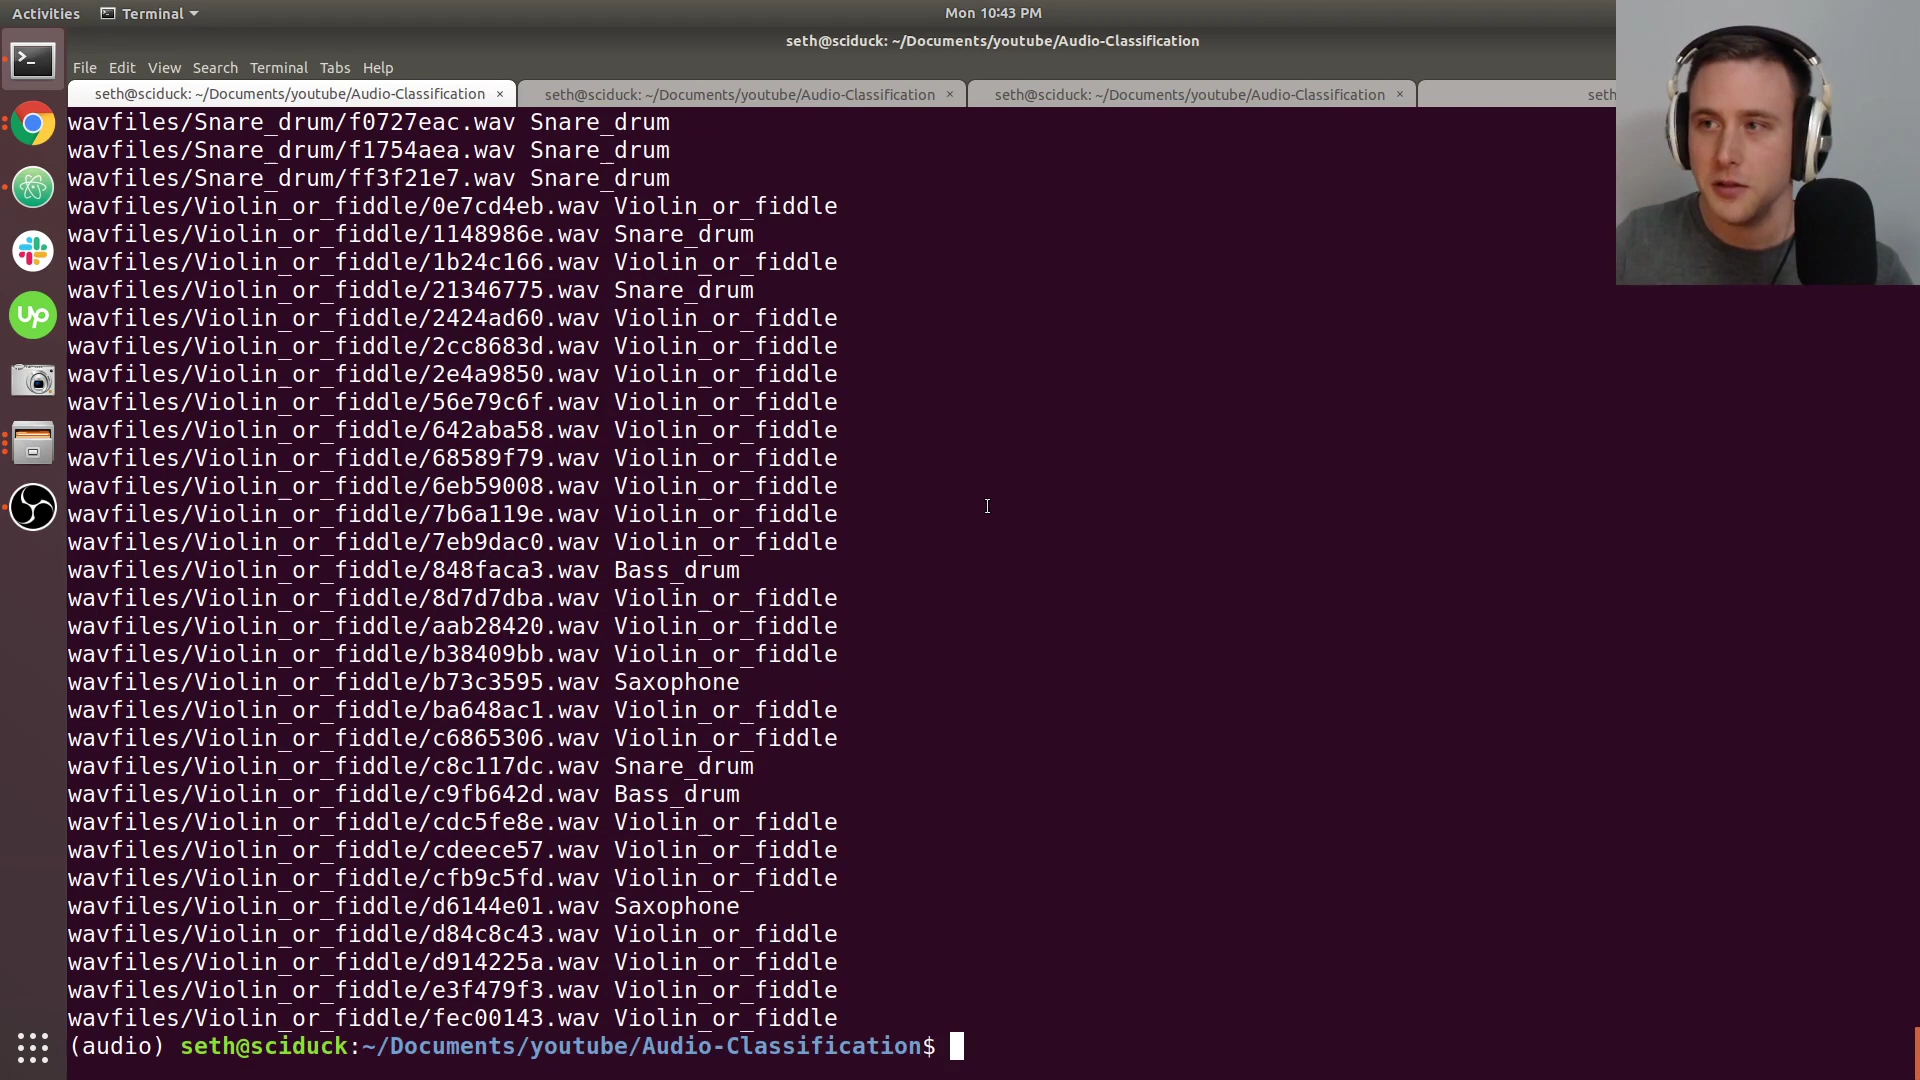 Activities Terminal Mon 10:43 PM
seth@sciduck: ~/Documents/youtube/Audio-Classification
File Edit View Search Terminal Tabs Help
seth@sciduck: ~/Documents/youtube/Audio-Classification × seth@sciduck: ~/Documents/youtube/Audio-Classification × seth@sciduck: ~/Documents/youtube/Audio-Classification × seth
wavfiles/Snare_drum/f0727eac.wav Snare_drum
wavfiles/Snare_drum/f1754aea.wav Snare_drum
wavfiles/Snare_drum/ff3f21e7.wav Snare_drum
wavfiles/Violin_or_fiddle/0e7cd4eb.wav Violin_or_fiddle
wavfiles/Violin_or_fiddle/1148986e.wav Snare_drum
wavfiles/Violin_or_fiddle/1b24c166.wav Violin_or_fiddle
wavfiles/Violin_or_fiddle/21346775.wav Snare_drum
wavfiles/Violin_or_fiddle/2424ad60.wav Violin_or_fiddle
wavfiles/Violin_or_fiddle/2cc8683d.wav Violin_or_fiddle
wavfiles/Violin_or_fiddle/2e4a9850.wav Violin_or_fiddle
wavfiles/Violin_or_fiddle/56e79c6f.wav Violin_or_fiddle
wavfiles/Violin_or_fiddle/642aba58.wav Violin_or_fiddle
wavfiles/Violin_or_fiddle/68589f79.wav Violin_or_fiddle
wavfiles/Violin_or_fiddle/6eb59008.wav Violin_or_fiddle
wavfiles/Violin_or_fiddle/7b6a119e.wav Violin_or_fiddle
wavfiles/Violin_or_fiddle/7eb9dac0.wav Violin_or_fiddle
wavfiles/Violin_or_fiddle/848faca3.wav Bass_drum
wavfiles/Violin_or_fiddle/8d7d7dba.wav Violin_or_fiddle
wavfiles/Violin_or_fiddle/aab28420.wav Violin_or_fiddle
wavfiles/Violin_or_fiddle/b38409bb.wav Violin_or_fiddle
wavfiles/Violin_or_fiddle/b73c3595.wav Saxophone
wavfiles/Violin_or_fiddle/ba648ac1.wav Violin_or_fiddle
wavfiles/Violin_or_fiddle/c6865306.wav Violin_or_fiddle
wavfiles/Violin_or_fiddle/c8c117dc.wav Snare_drum
wavfiles/Violin_or_fiddle/c9fb642d.wav Bass_drum
wavfiles/Violin_or_fiddle/cdc5fe8e.wav Violin_or_fiddle
wavfiles/Violin_or_fiddle/cdeece57.wav Violin_or_fiddle
wavfiles/Violin_or_fiddle/cfb9c5fd.wav Violin_or_fiddle
wavfiles/Violin_or_fiddle/d6144e01.wav Saxophone
wavfiles/Violin_or_fiddle/d84c8c43.wav Violin_or_fiddle
wavfiles/Violin_or_fiddle/d914225a.wav Violin_or_fiddle
wavfiles/Violin_or_fiddle/e3f479f3.wav Violin_or_fiddle
wavfiles/Violin_or_fiddle/fec00143.wav Violin_or_fiddle
(audio) seth@sciduck:~/Documents/youtube/Audio-Classification$
up